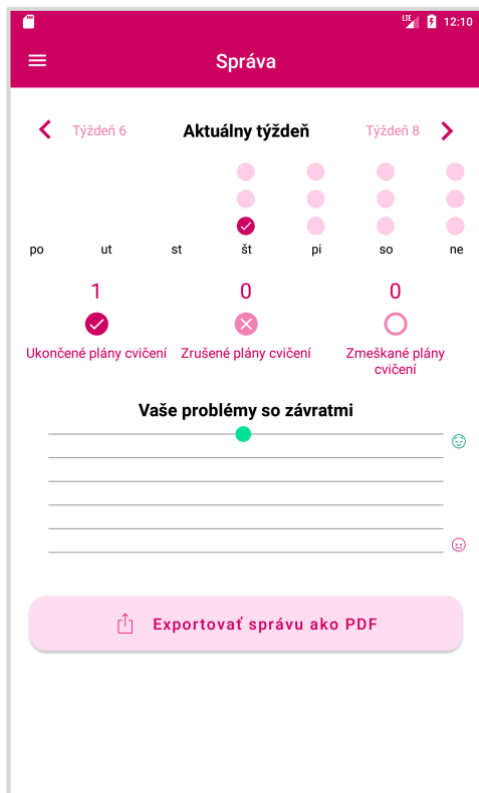 LTE 12:10
Správa
Týždeň 6 Aktuálny týždeň Týždeň 8
po ut st št pi so ne
1 0 0
Ukončené plány cvičení Zrušené plány cvičení Zmeškané plány
cvičení
Vaše problémy so závratmi
Exportovať správu ako PDF